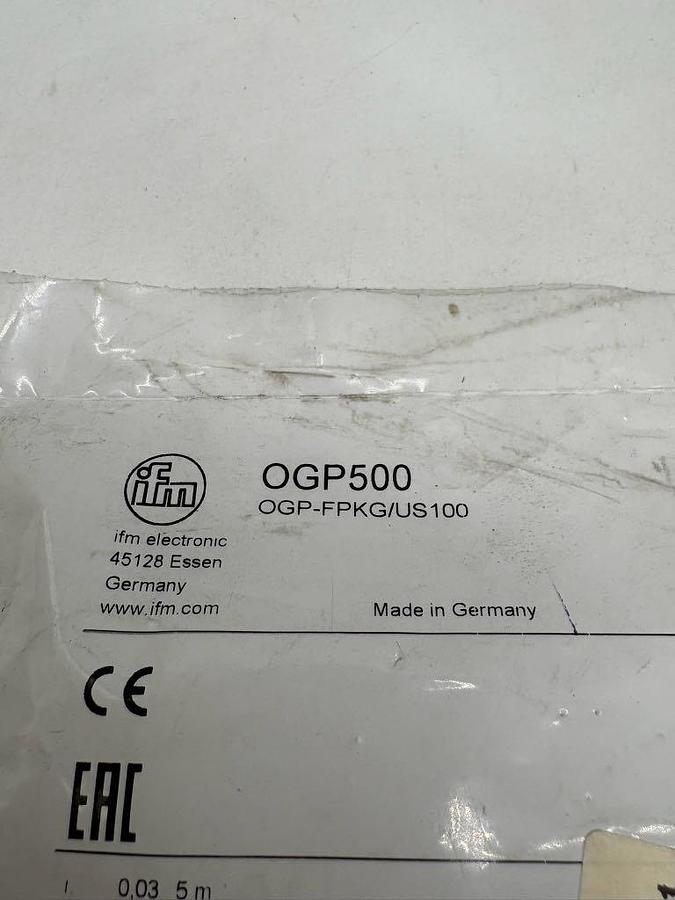 ifm
OGP500
OGP-FPKG/US100
ifm electronic
45128 Essen
Germany
www.ifm.com
Made in Germany
CE
EAC
0,03 5 m